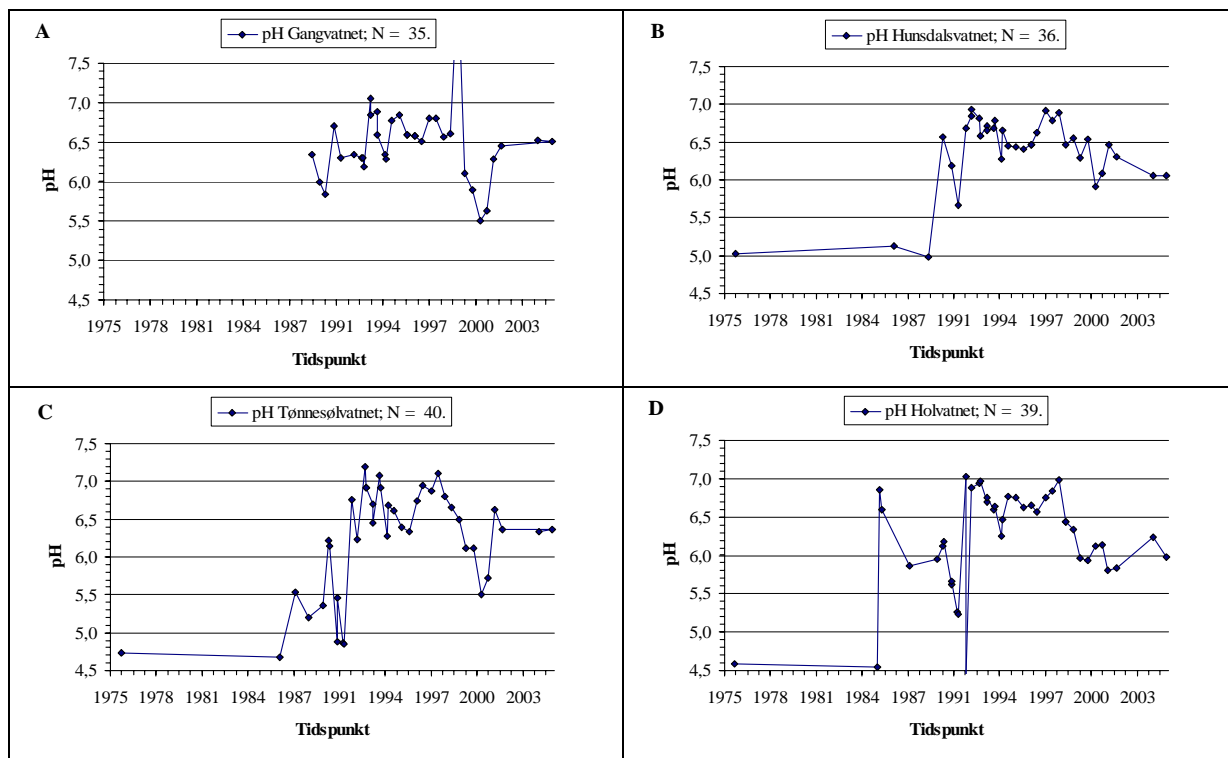 A
pH Gangvatnet; N = 35.
7,5
7,0
6,5
6,0
5,5
5,0
4,5
pH
1975 1978 1981 1984 1987 1991 1994 1997 2000 2003
Tidspunkt
B
pH Hunsdalsvatnet; N = 36.
7,5
7,0
6,5
6,0
5,5
5,0
4,5
pH
1975 1978 1981 1984 1987 1991 1994 1997 2000 2003
Tidspunkt
C
pH Tønnesølvatnet; N = 40.
7,5
7,0
6,5
6,0
5,5
5,0
4,5
pH
1975 1978 1981 1984 1987 1991 1994 1997 2000 2003
Tidspunkt
D
pH Holvatnet; N = 39.
7,5
7,0
6,5
6,0
5,5
5,0
4,5
pH
1975 1978 1981 1984 1987 1991 1994 1997 2000 2003
Tidspunkt